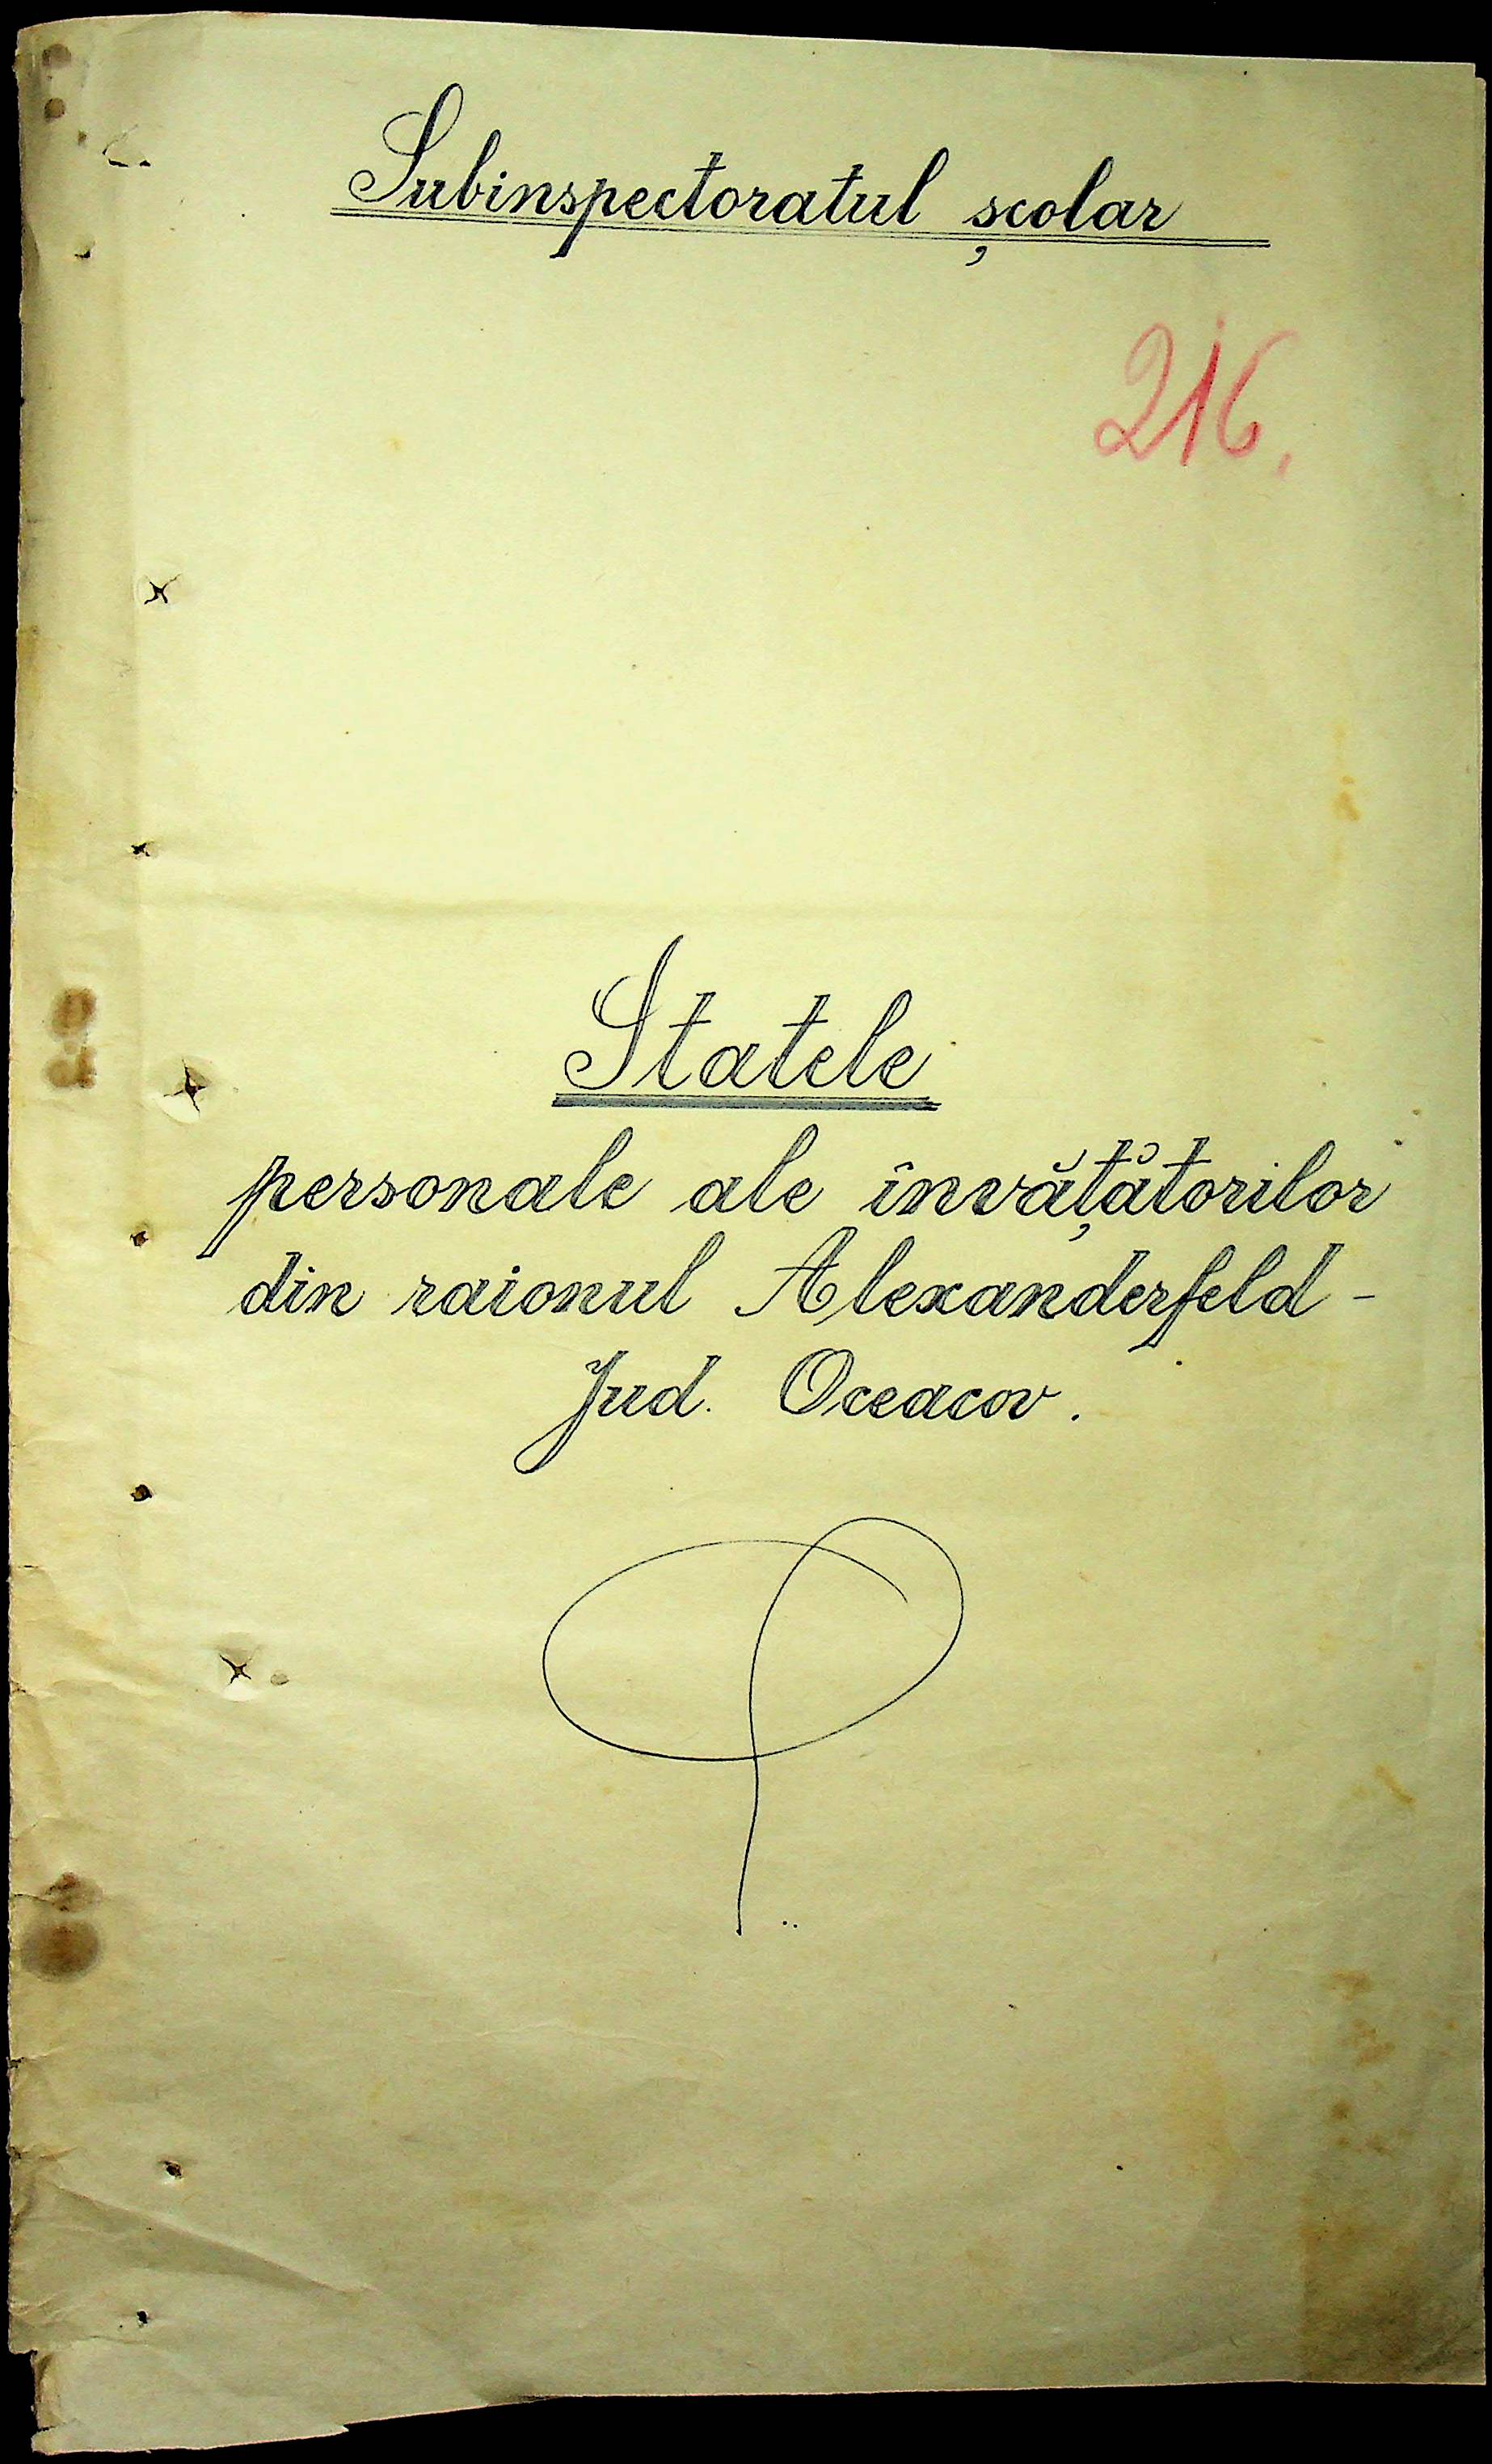 Subinspectoratul școlar
216.
Statele
personale ale învățătorilor
din raionul Alexanderfeld -
Jud. Oceacov.